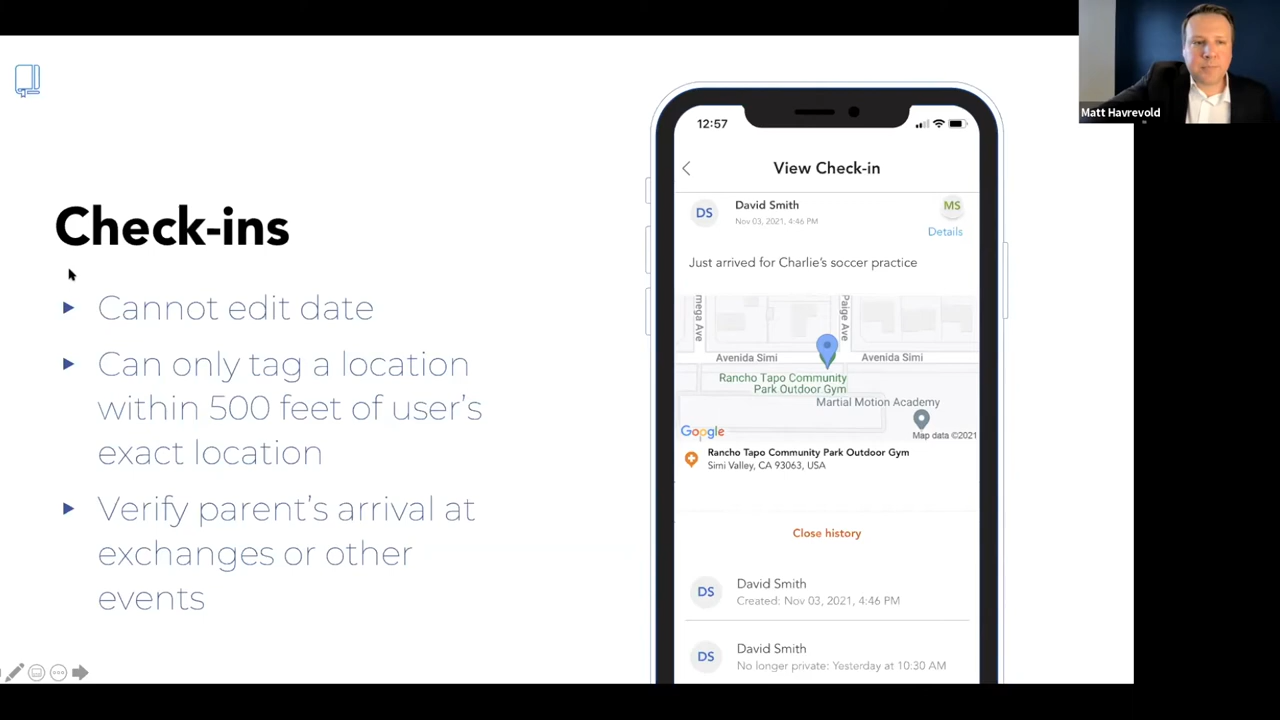 Matt Havrevold
Check-ins
Cannot edit date
Can only tag a location
within 500 feet of user's
exact location
Verify parent's arrival at
exchanges or other
events
12:57
View Check-in
DS
David Smith
Nov 03, 2021, 4:46 PM
MS
Details
Just arrived for Charlie's soccer practice
mega Ave
Paige Ave
Avenida Simi
Avenida Simi
Rancho Tapo Community
Park Outdoor Gym
Martial Motion Academy
Google
Map data ©2021
Rancho Tapo Community Park Outdoor Gym
Simi Valley, CA 93063, USA
Close history
DS
David Smith
Created: Nov 03, 2021, 4:46 PM
DS
David Smith
No longer private: Yesterday at 10:30 AM